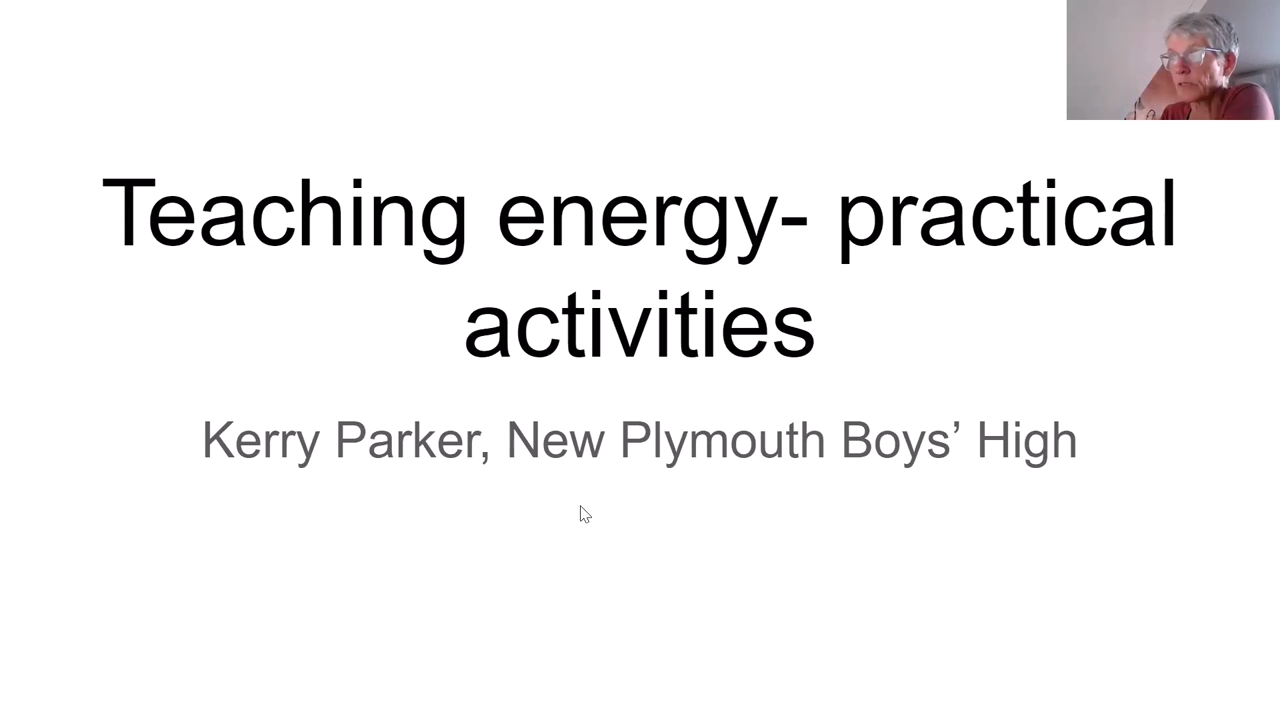 Teaching energy- practical
activities
Kerry Parker, New Plymouth Boys’ High